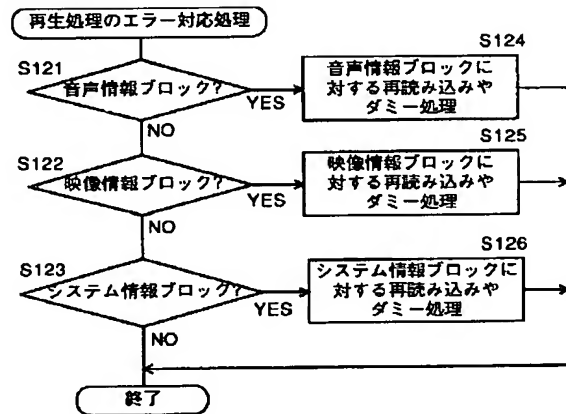 再生処理のエラー対応処理
S121
音声情報ブロック?
YES
NO
S124
音声情報ブロックに
対する再読み込みや
ダミー処理
S122
映像情報ブロック?
YES
NO
S125
映像情報ブロックに
対する再読み込みや
ダミー処理
S123
システム情報ブロック?
YES
NO
S126
システム情報ブロックに
対する再読み込みや
ダミー処理
終了